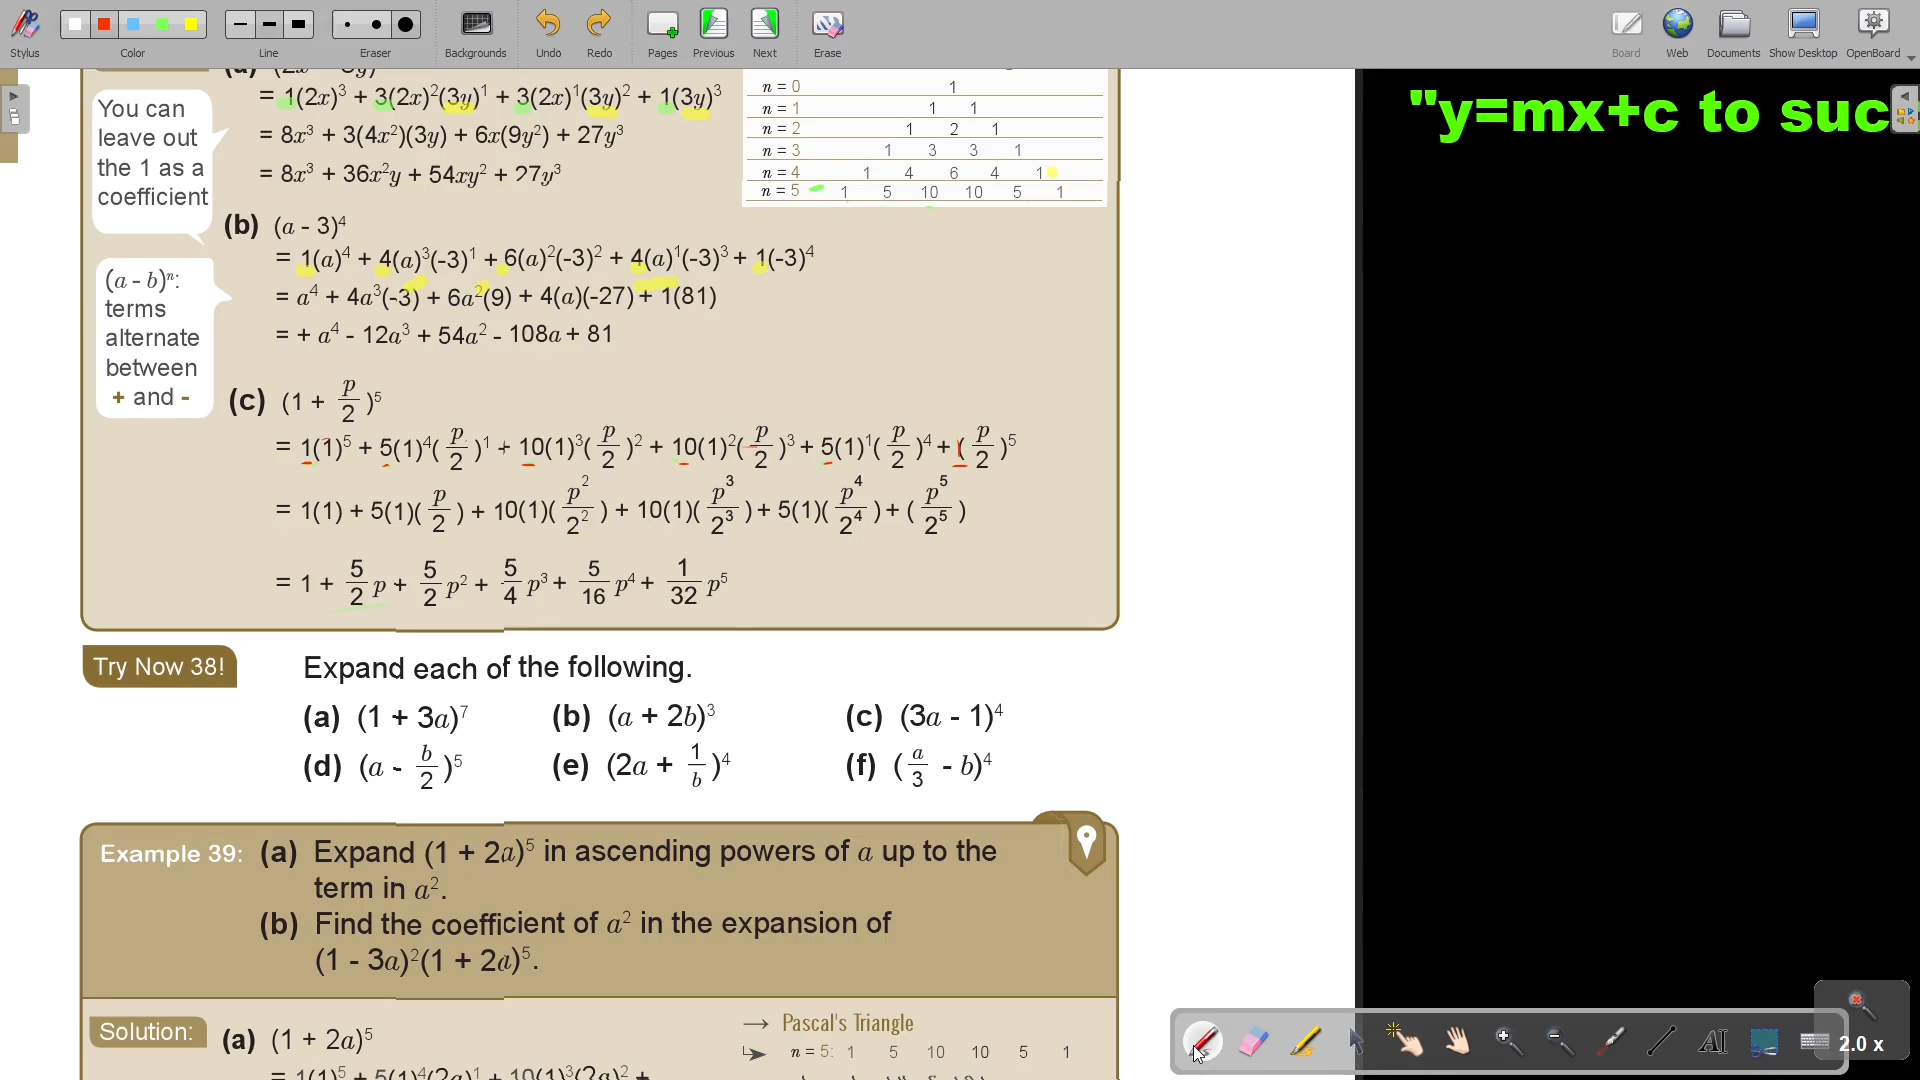 Stylus Color Line Eraser Backgrounds Undo Redo Pages Previous Next Erase Board Web Documents Show Desktop OpenBoard
= 1(2x)³ + 3(2x)²(3y)¹ + 3(2x)¹(3y)² + 1(3y)³
= 8x³ + 3(4x²)(3y) + 6x(9y²) + 27y³
= 8x³ + 36x²y + 54xy² + 27y³
You can
leave out
the 1 as a
coefficient
n = 0 1
n = 1 1 1
n = 2 1 2 1
n = 3 1 3 3 1
n = 4 1 4 6 4 1
n = 5 1 5 10 10 5 1
"y=mx+c to suc
(b) (a - 3)⁴
= 1(a)⁴ + 4(a)³(-3)¹ + 6(a)²(-3)² + 4(a)¹(-3)³ + 1(-3)⁴
= a⁴ + 4a³(-3) + 6a²(9) + 4(a)(-27) + 1(81)
= + a⁴ - 12a³ + 54a² - 108a + 81
(a - b)ⁿ:
terms
alternate
between
+ and -
(c) (1 + p/2)⁵
= 1(1)⁵ + 5(1)⁴(p/2)¹ + 10(1)³(p/2)² + 10(1)²(p/2)³ + 5(1)¹(p/2)⁴ + (p/2)⁵
= 1(1) + 5(1)(p/2) + 10(1)(p²/2²) + 10(1)(p³/2³) + 5(1)(p⁴/2⁴) + (p⁵/2⁵)
= 1 + 5/2 p + 5/2 p² + 5/4 p³ + 5/16 p⁴ + 1/32 p⁵
Try Now 38! Expand each of the following.
(a) (1 + 3a)⁷ (b) (a + 2b)³ (c) (3a - 1)⁴
(d) (a - b/2)⁵ (e) (2a + 1/b)⁴ (f) (a/3 - b)⁴
Example 39: (a) Expand (1 + 2a)⁵ in ascending powers of a up to the
term in a².
(b) Find the coefficient of a² in the expansion of
(1 - 3a)²(1 + 2a)⁵.
Solution: (a) (1 + 2a)⁵
→ Pascal's Triangle
n = 5: 1 5 10 10 5 1
= 1(1)⁵ + 5(1)⁴(2a)¹ + 10(1)³(2a)² +
2.0 x